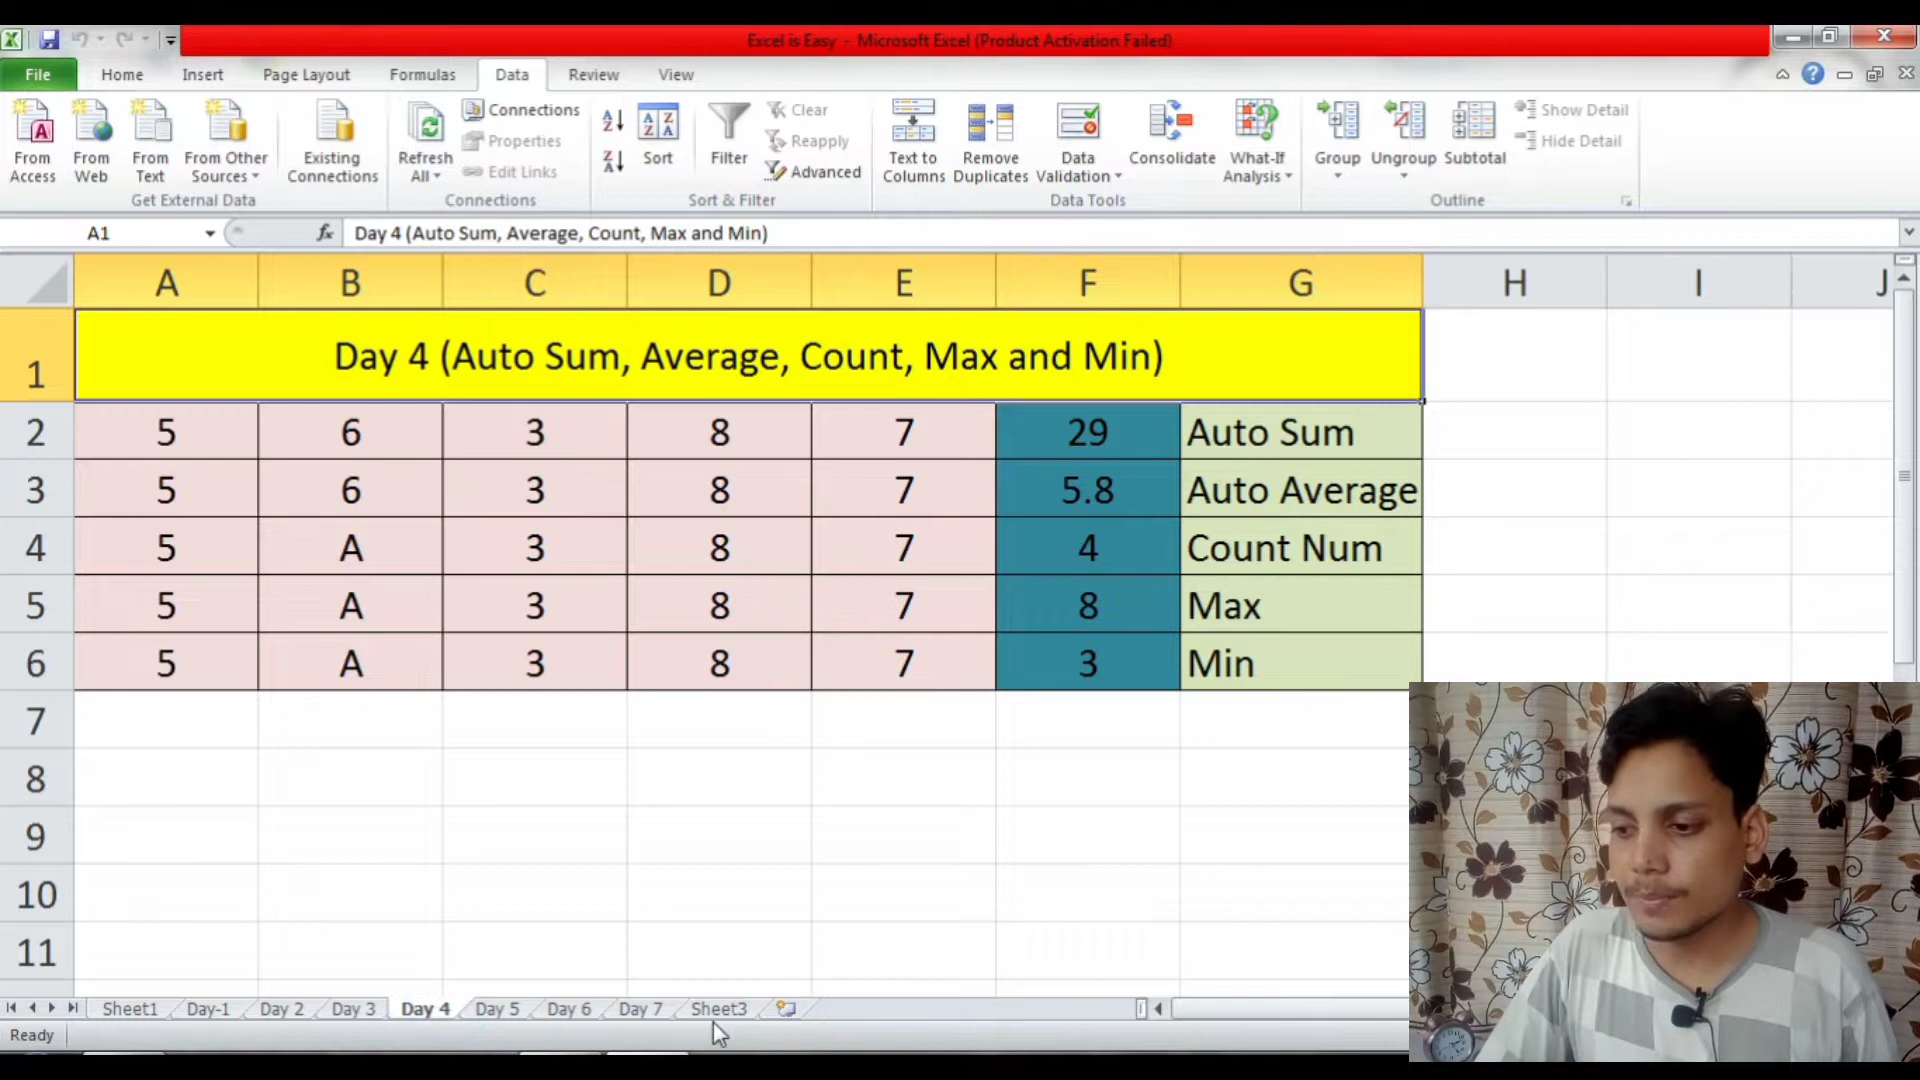 Excel is Easy - Microsoft Excel (Product Activation Failed)
File Home Insert Page Layout Formulas Data Review View
From Access
From Web
From Text
From Other Sources
Existing Connections
Get External Data
Refresh All
Connections
Properties
Edit Links
Connections
Sort
Filter
Clear
Reapply
Advanced
Sort & Filter
Text to Columns
Remove Duplicates
Data Validation
Consolidate
What-If Analysis
Data Tools
Group
Ungroup
Subtotal
Show Detail
Hide Detail
Outline
A1 fx Day 4 (Auto Sum, Average, Count, Max and Min)
A B C D E F G H I J
1 Day 4 (Auto Sum, Average, Count, Max and Min)
2 5 6 3 8 7 29 Auto Sum
3 5 6 3 8 7 5.8 Auto Average
4 5 A 3 8 7 4 Count Num
5 5 A 3 8 7 8 Max
6 5 A 3 8 7 3 Min
7
8
9
10
11
Sheet1 Day-1 Day 2 Day 3 Day 4 Day 5 Day 6 Day 7 Sheet3
Ready